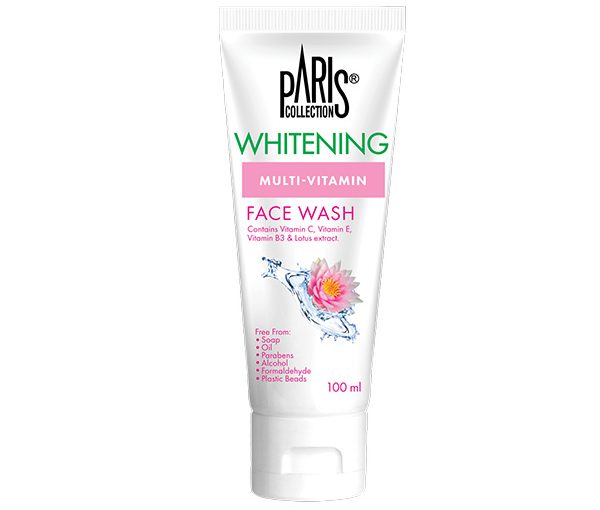 PARIS®
COLLECTION
WHITENING
MULTI-VITAMIN
FACE WASH
Contains Vitamin C, Vitamin E,
Vitamin B3 & Lotus extract.
Free From:
• Soap
• Oil
• Parabens
• Alcohol
• Formaldehyde
• Plastic Beads
100 ml